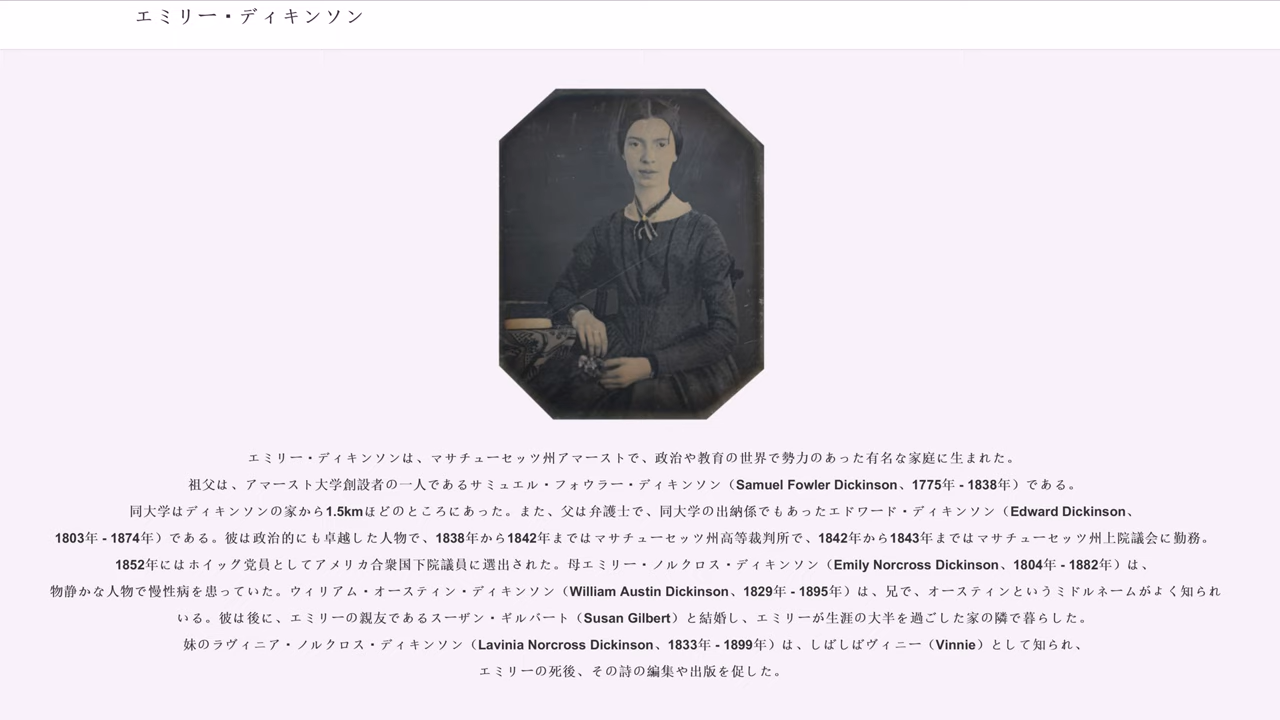 エミリー・ディキンソン
エミリー・ディキンソンは、マサチューセッツ州アマーストで、政治や教育の世界で勢力のあった有名な家庭に生まれた。
祖父は、アマースト大学創設者の一人であるサミュエル・フォウラー・ディキンソン（Samuel Fowler Dickinson、1775年 - 1838年）である。
同大学はディキンソンの家から1.5kmほどのところにあった。また、父は弁護士で、同大学の出納係でもあったエドワード・ディキンソン（Edward Dickinson、
1803年 - 1874年）である。彼は政治的にも卓越した人物で、1838年から1842年まではマサチューセッツ州高等裁判所で、1842年から1843年まではマサチューセッツ州上院議会に勤務。
1852年にはホイッグ党員としてアメリカ合衆国下院議員に選出された。母エミリー・ノルクロス・ディキンソン（Emily Norcross Dickinson、1804年 - 1882年）は、
物静かな人物で慢性病を患っていた。ウィリアム・オースティン・ディキンソン（William Austin Dickinson、1829年 - 1895年）は、兄で、オースティンというミドルネームがよく知られ
いる。彼は後に、エミリーの親友であるスーザン・ギルバート（Susan Gilbert）と結婚し、エミリーが生涯の大半を過ごした家の隣で暮らした。
妹のラヴィニア・ノルクロス・ディキンソン（Lavinia Norcross Dickinson、1833年 - 1899年）は、しばしばヴィニー（Vinnie）として知られ、
エミリーの死後、その詩の編集や出版を促した。